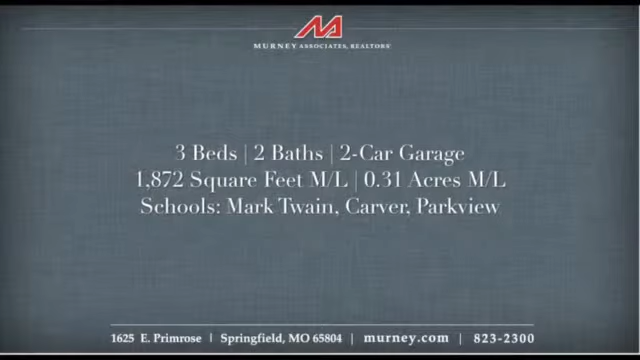 MURNEY ASSOCIATES, REALTORS
3 Beds | 2 Baths | 2-Car Garage
1,872 Square Feet M/L | 0.31 Acres M/L
Schools: Mark Twain, Carver, Parkview
1625 E. Primrose | Springfield, MO 65804 | murney.com | 823-2300